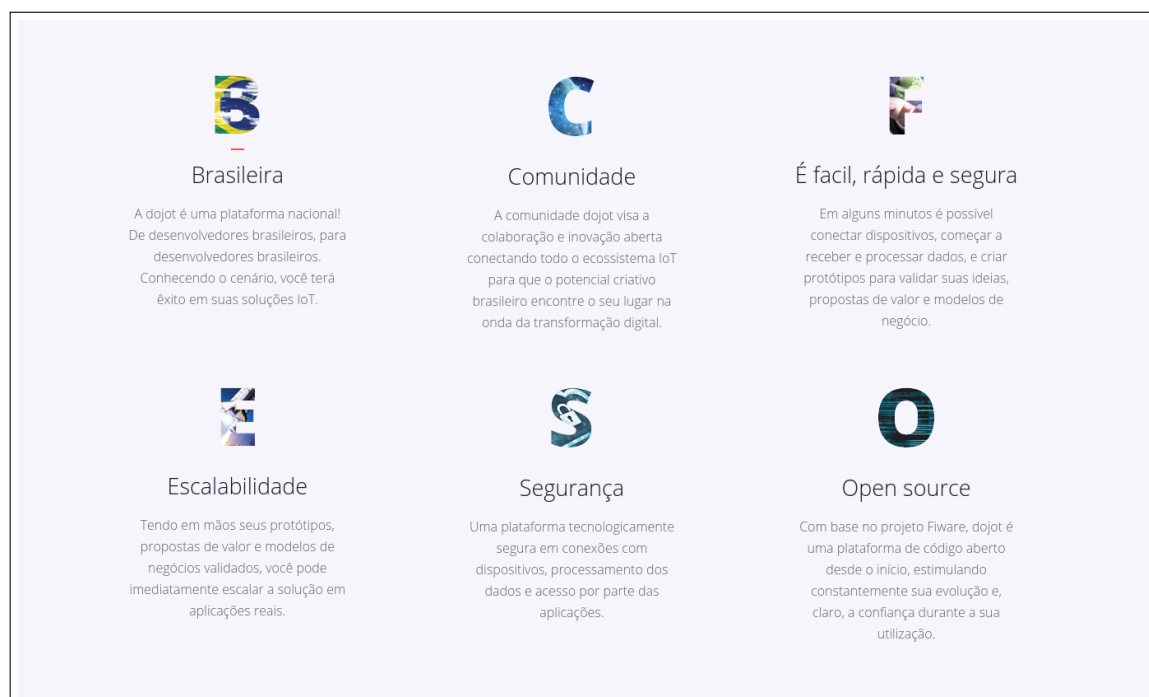 B
Brasileira
A dojot é uma plataforma nacional!
De desenvolvedores brasileiros, para
desenvolvedores brasileiros.
Conhecendo o cenário, você terá
êxito em suas soluções IoT.
C
Comunidade
A comunidade dojot visa a
colaboração e inovação aberta
conectando todo o ecossistema IoT
para que o potencial criativo
brasileiro encontre o seu lugar na
onda da transformação digital.
F
É facil, rápida e segura
Em alguns minutos é possível
conectar dispositivos, começar a
receber e processar dados, e criar
protótipos para validar suas ideias,
propostas de valor e modelos de
negócio.
E
Escalabilidade
Tendo em mãos seus protótipos,
propostas de valor e modelos de
negócios validados, você pode
imediatamente escalar a solução em
aplicações reais.
S
Segurança
Uma plataforma tecnologicamente
segura em conexões com
dispositivos, processamento dos
dados e acesso por parte das
aplicações.
O
Open source
Com base no projeto Fiware, dojot é
uma plataforma de código aberto
desde o início, estimulando
constantemente sua evolução e,
claro, a confiança durante a sua
utilização.